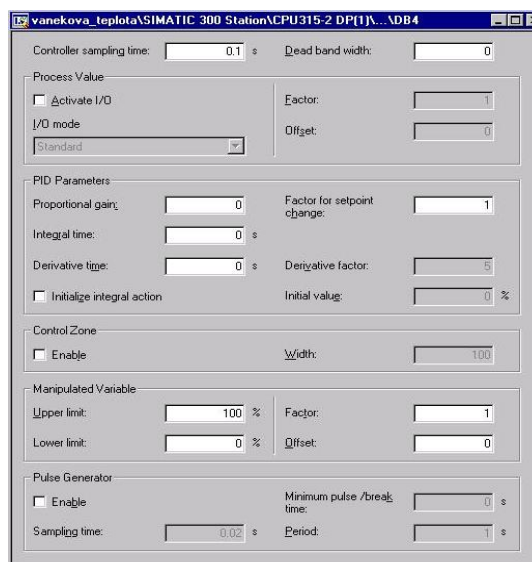 vanekova_teplota\SIMATIC 300 Station\CPU315-2 DP(1)\...\DB4
Controller sampling time: 0.1 s Dead band width: 0
Process Value
Activate I/O Factor: 1
I/O mode Offset: 0
Standard
PID Parameters
Proportional gain: 0 Factor for setpoint change: 1
Integral time: 0 s
Derivative time: 0 s Derivative factor: 5
Initialize integral action Initial value: 0 %
Control Zone
Enable Width: 100
Manipulated Variable
Upper limit: 100 % Factor: 1
Lower limit: 0 % Offset: 0
Pulse Generator
Enable Minimum pulse /break time: 0 s
Sampling time: 0.02 s Period: 1 s